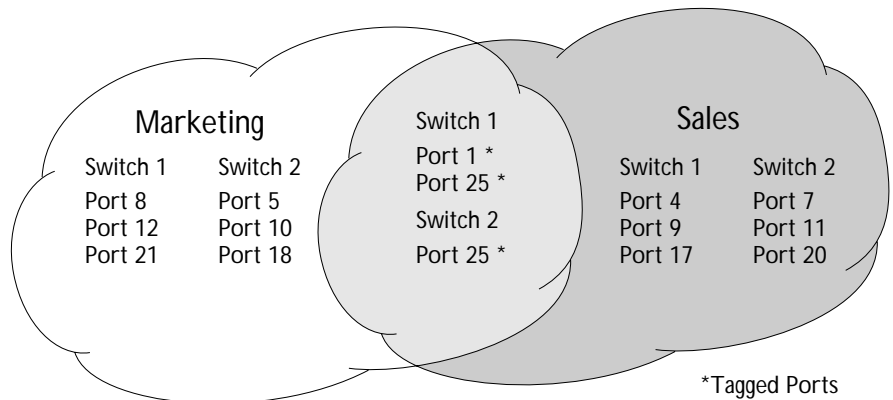 Marketing
Switch 1
Port 8
Port 12
Port 21
Switch 2
Port 5
Port 10
Port 18
Switch 1
Port 1 *
Port 25 *
Switch 2
Port 25 *
Sales
Switch 1
Port 4
Port 9
Port 17
Switch 2
Port 7
Port 11
Port 20
*Tagged Ports